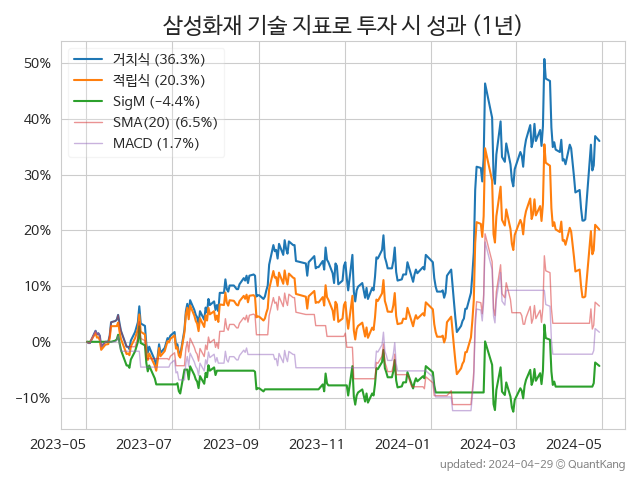 삼성화재 기술 지표로 투자 시 성과 (1년)
거치식 (36.3%)
적립식 (20.3%)
SigM (−4.4%)
SMA(20) (6.5%)
MACD (1.7%)
50%
40%
30%
20%
10%
0%
−10%
2023-05 2023-07 2023-09 2023-11 2024-01 2024-03 2024-05
updated: 2024-04-29 © QuantKang